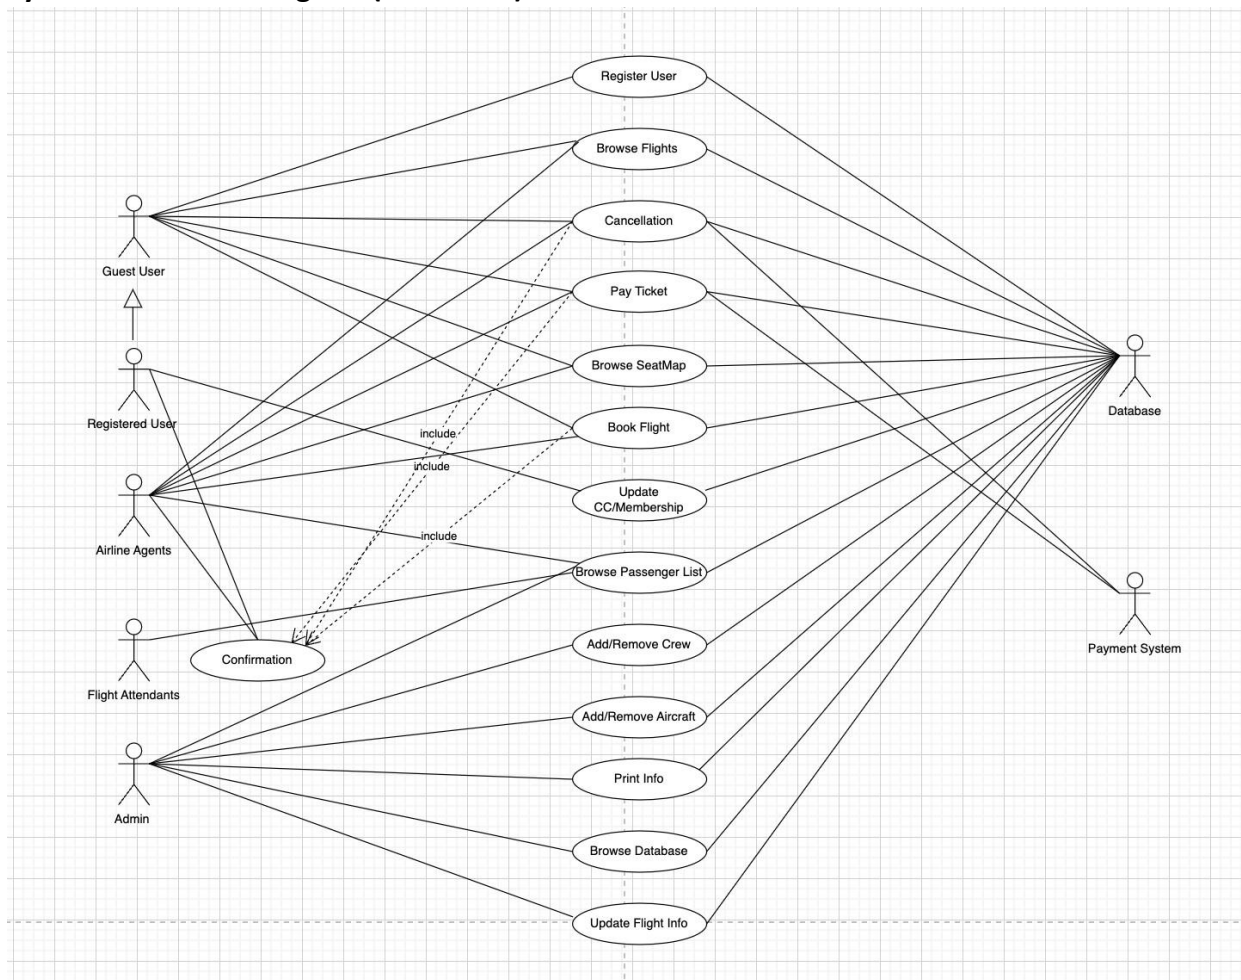 Register User
Browse Flights
Cancellation
Guest User
Pay Ticket
Browse SeatMap
Database
Registered User
Book Flight
include
include
Update
CC/Membership
Airline Agents
include
Browse Passenger List
Add/Remove Crew
Payment System
Confirmation
Flight Attendants
Add/Remove Aircraft
Print Info
Admin
Browse Database
Update Flight Info